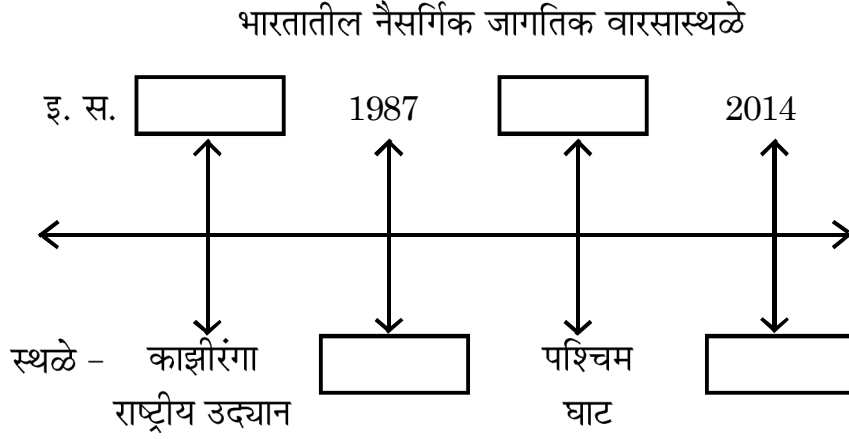 भारतातील नैसर्गिक जागतिक वारसास्थळे
इ. स. 1987 2014
स्थळे – काझीरंगा पश्चिम
राष्ट्रीय उद्यान घाट